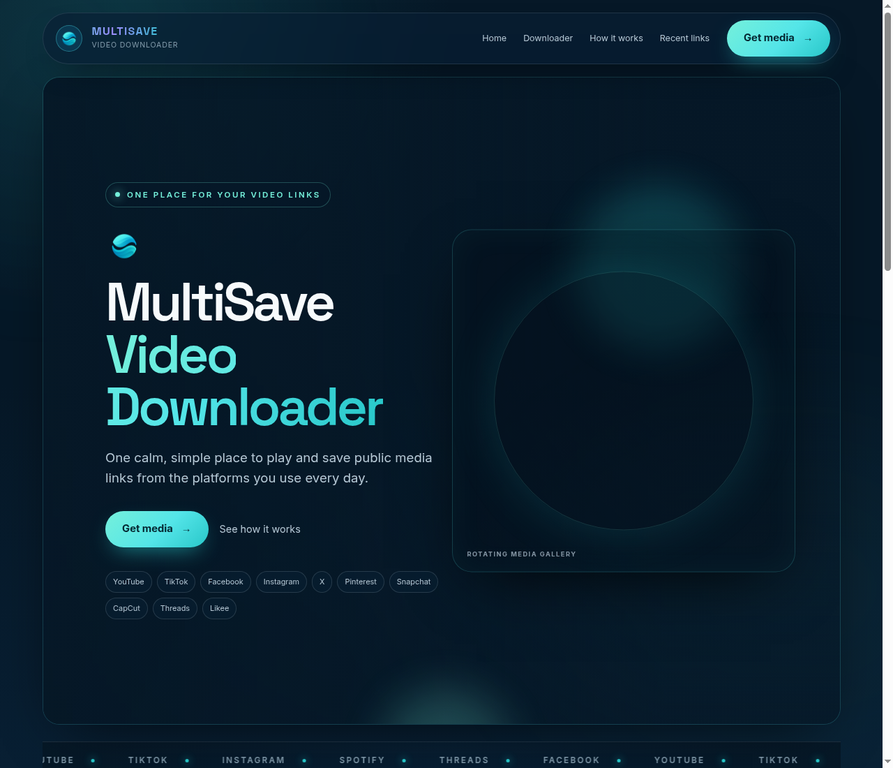 MULTISAVE
VIDEO DOWNLOADER
Home Downloader How it works Recent links Get media →
ONE PLACE FOR YOUR VIDEO LINKS
MultiSave
Video
Downloader
One calm, simple place to play and save public media
links from the platforms you use every day.
Get media → See how it works
YouTube TikTok Facebook Instagram X Pinterest Snapchat
CapCut Threads Likee
ROTATING MEDIA GALLERY
UTUBE • TIKTOK • INSTAGRAM • SPOTIFY • THREADS • FACEBOOK • YOUTUBE • TIKTOK •